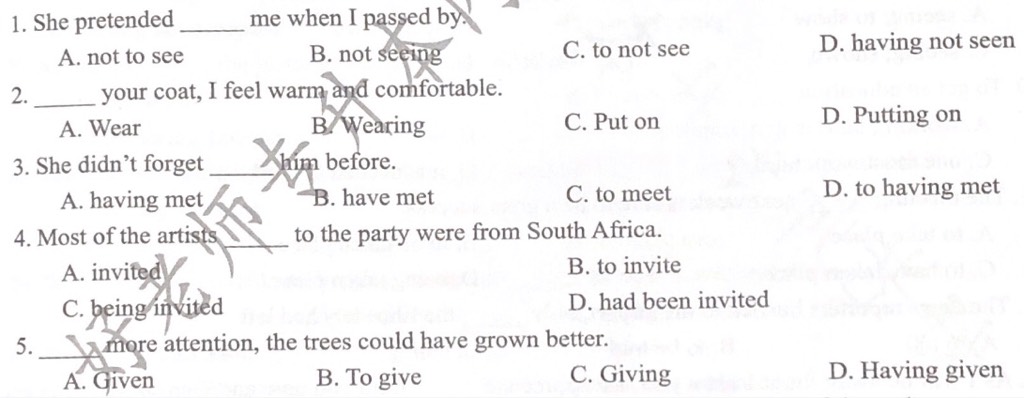 1. She pretended ______ me when I passed by.
A. not to see B. not seeing C. to not see D. having not seen
2. ______ your coat, I feel warm and comfortable.
A. Wear B. Wearing C. Put on D. Putting on
3. She didn't forget ______ him before.
A. having met B. have met C. to meet D. to having met
4. Most of the artists ______ to the party were from South Africa.
A. invited B. to invite
C. being invited D. had been invited
5. ______ more attention, the trees could have grown better.
A. Given B. To give C. Giving D. Having given